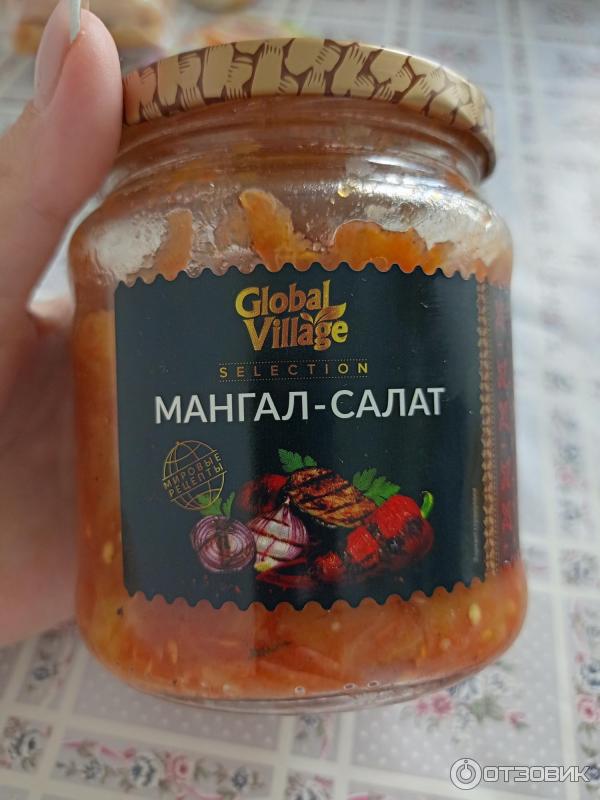 Global
Village
SELECTION
МАНГАЛ-САЛАТ
МИРОВЫЕ
РЕЦЕПТЫ
ОТЗОВИК